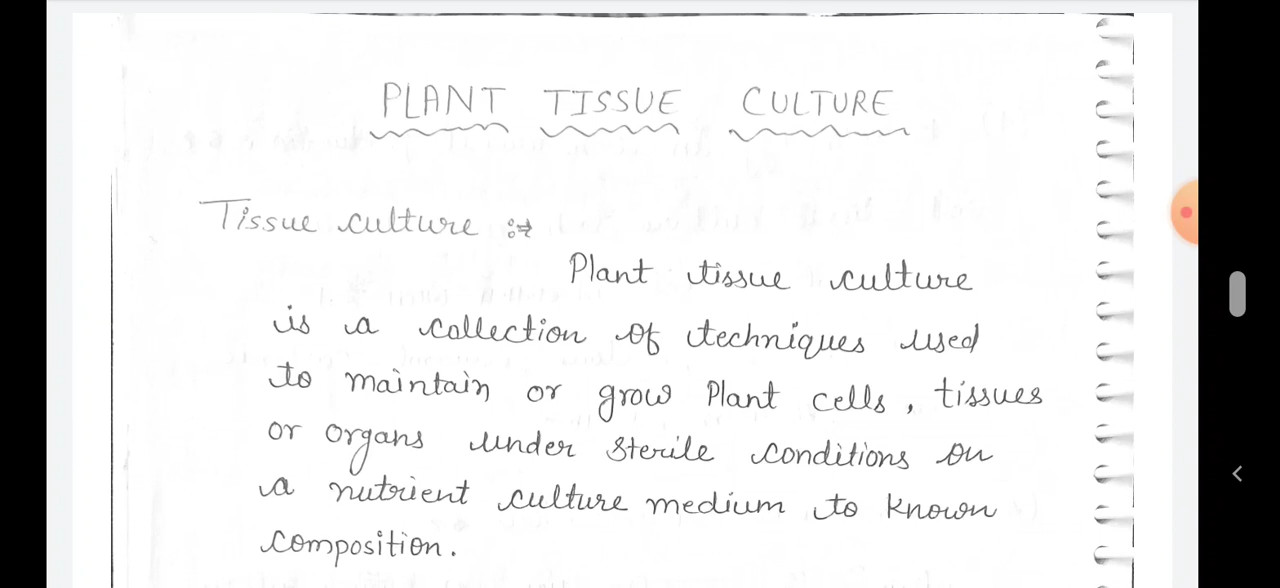 PLANT TISSUE CULTURE
Tissue culture :⇒
Plant tissue culture
is a collection of techniques used
to maintain or grow Plant cells, tissues
or organs under sterile conditions on
a nutrient culture medium to known
composition.